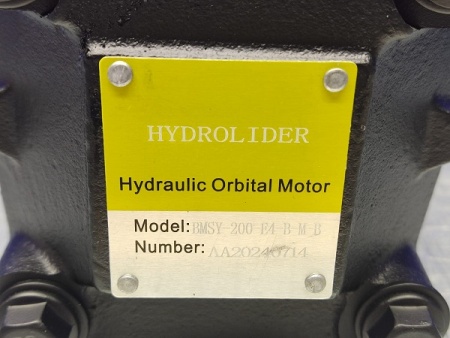 HYDROLIDER
Hydraulic Orbital Motor
Model: BMSY-200 E4 B M-B
Number: AA20240714